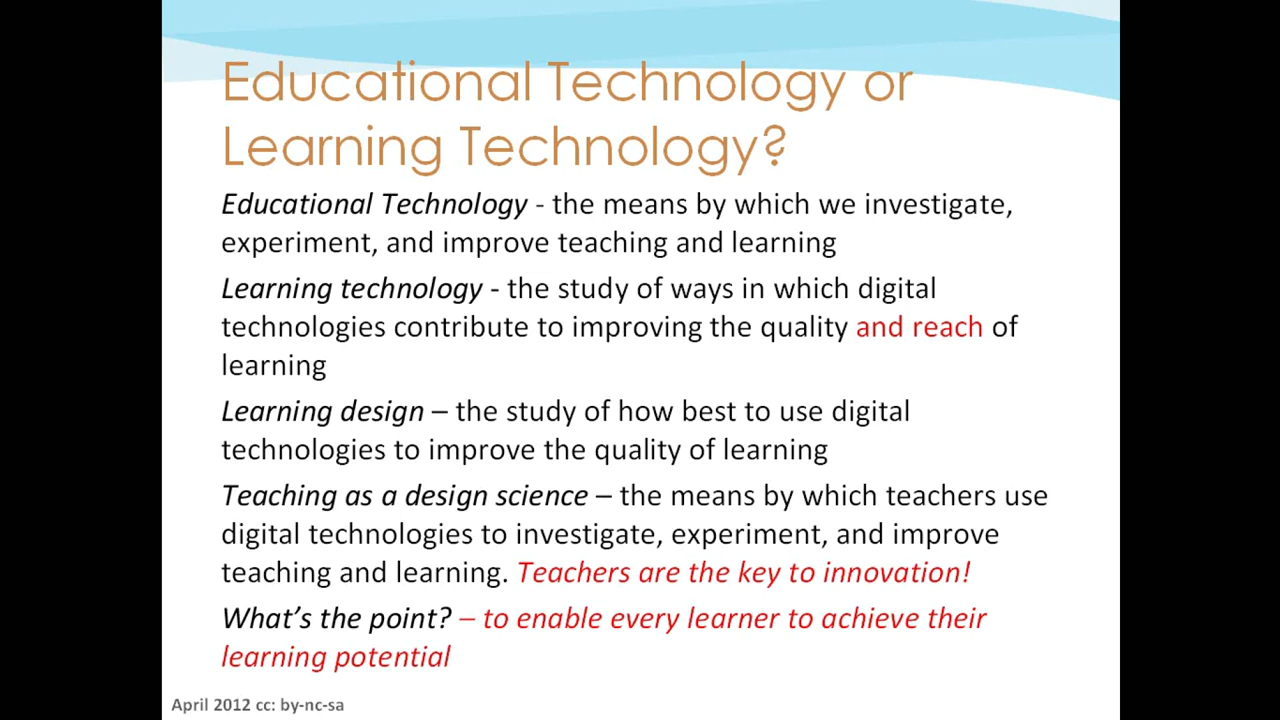 Educational Technology or
Learning Technology?
Educational Technology - the means by which we investigate,
experiment, and improve teaching and learning
Learning technology - the study of ways in which digital
technologies contribute to improving the quality and reach of
learning
Learning design – the study of how best to use digital
technologies to improve the quality of learning
Teaching as a design science – the means by which teachers use
digital technologies to investigate, experiment, and improve
teaching and learning. Teachers are the key to innovation!
What’s the point? – to enable every learner to achieve their
learning potential
April 2012 cc: by-nc-sa